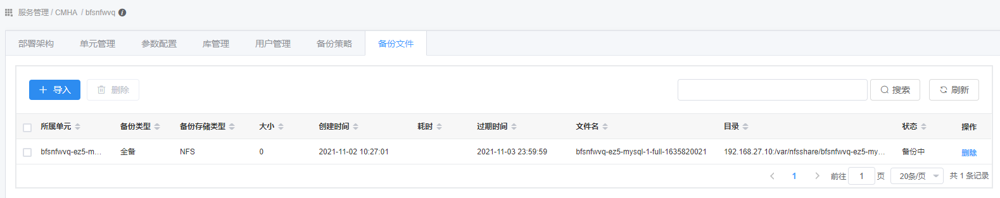 服务管理 / CMHA / bfsnfwvq
部署架构 单元管理 参数配置 库管理 用户管理 备份策略 备份文件
导入 删除 搜索 刷新
所属单元 备份类型 备份存储类型 大小 创建时间 耗时 过期时间 文件名 目录 状态 操作
bfsnfwvq-ez5-m... 全备 NFS 0 2021-11-02 10:27:01 2021-11-03 23:59:59 bfsnfwvq-ez5-mysql-1-full-1635820021 192.168.27.10:/var/nfsshare/bfsnfwvq-ez5-my... 备份中 删除
1 前往 1 页 20条/页 共 1 条记录